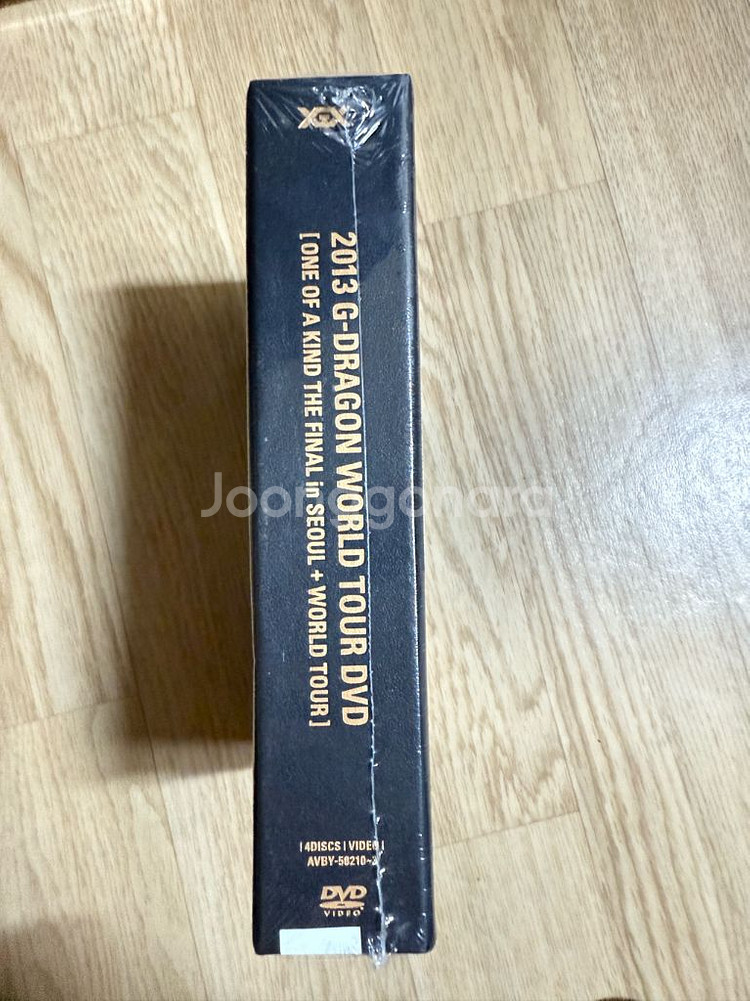 XGX
2013 G-DRAGON WORLD TOUR DVD
[ ONE OF A KIND THE FINAL in SEOUL + WORLD TOUR ]
Joonggonara
| 4DISCS | VIDEO |
DVD
VIDEO